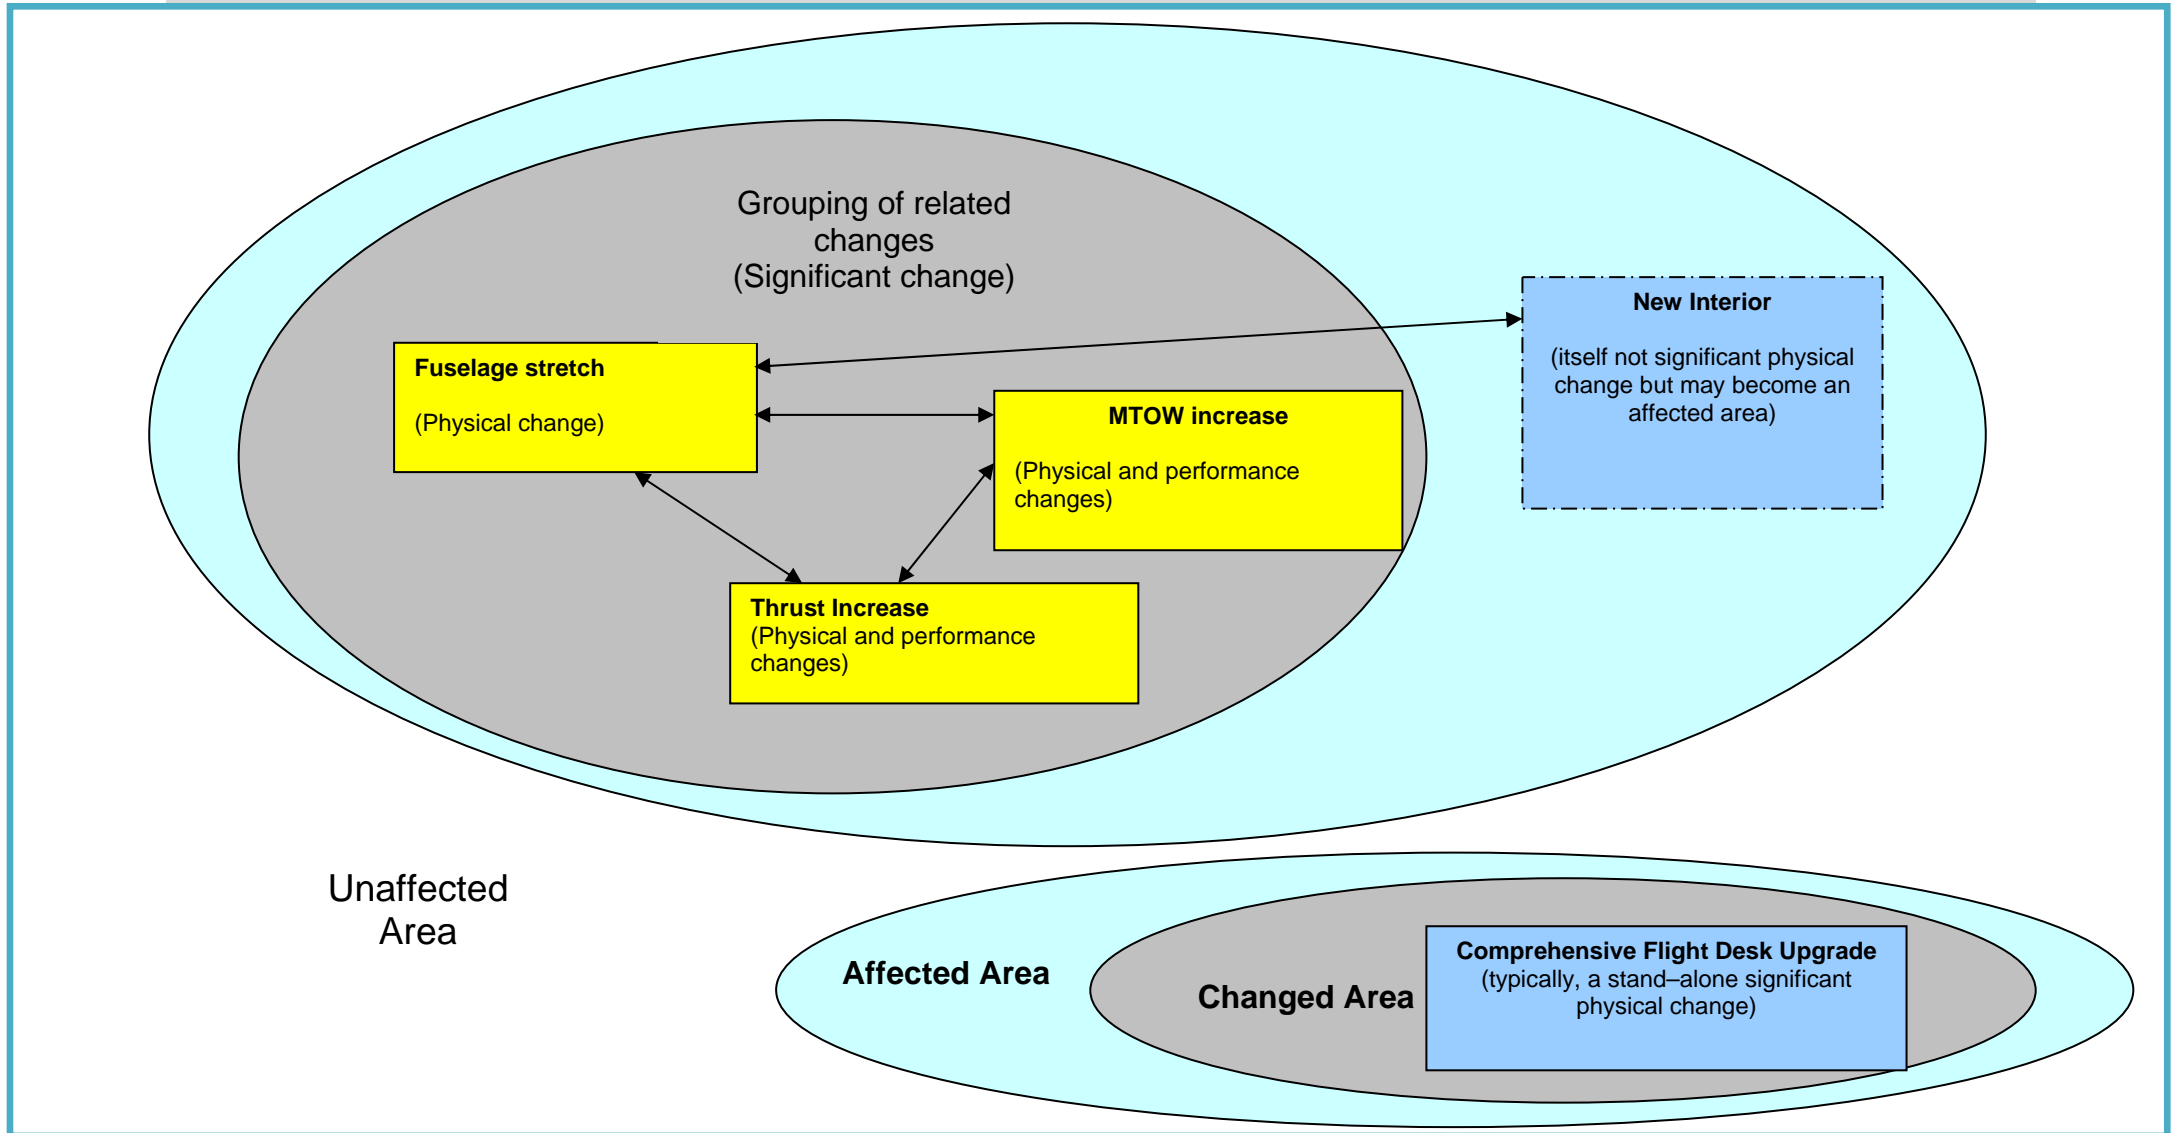 Grouping of related
changes
(Significant change)
New Interior
(itself not significant physical
change but may become an
affected area)
Fuselage stretch
(Physical change)
MTOW increase
(Physical and performance
changes)
Thrust Increase
(Physical and performance
changes)
Unaffected
Area
Affected Area
Changed Area
Comprehensive Flight Desk Upgrade
(typically, a stand–alone significant
physical change)